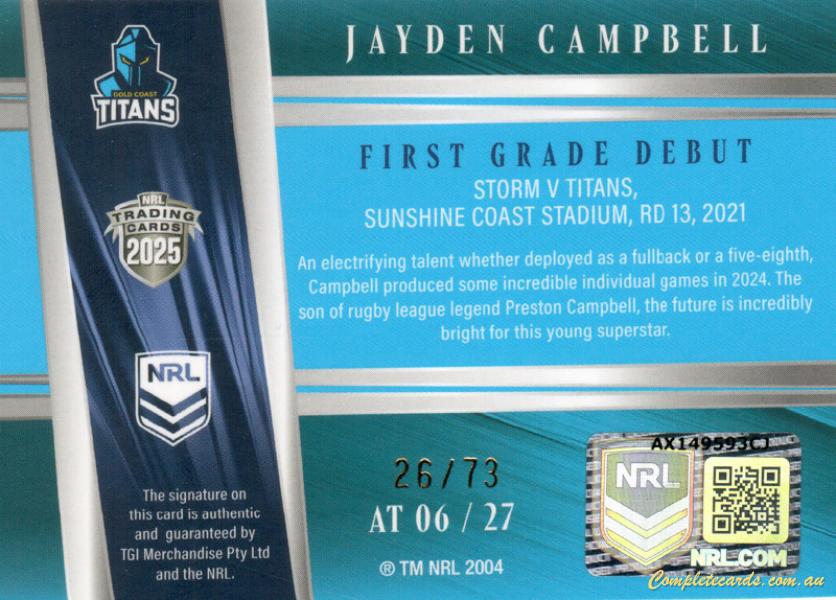 JAYDEN CAMPBELL
GOLD COAST
TITANS
FIRST GRADE DEBUT
STORM V TITANS,
SUNSHINE COAST STADIUM, RD 13, 2021
An electrifying talent whether deployed as a fullback or a five-eighth,
Campbell produced some incredible individual games in 2024. The
son of rugby league legend Preston Campbell, the future is incredibly
bright for this young superstar.
NRL
TRADING
CARDS
2025
NRL
The signature on
this card is authentic
and guaranteed by
TGI Merchandise Pty Ltd
and the NRL.
26/73
AT 06 / 27
® TM NRL 2004
AX149593CJ
NRL
NRL.COM
Completecards.com.au